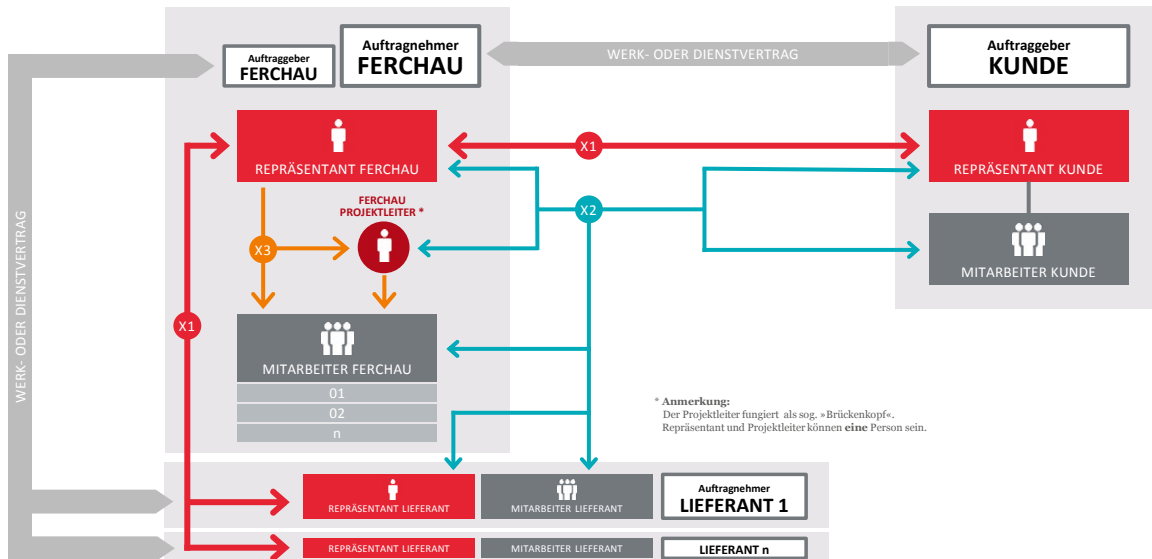 Auftraggeber
FERCHAU
Auftragnehmer
FERCHAU
WERK- ODER DIENSTVERTRAG
Auftraggeber
KUNDE
REPRÄSENTANT FERCHAU
X1
REPRÄSENTANT KUNDE
FERCHAU
PROJEKTLEITER *
X2
X3
MITARBEITER KUNDE
WERK- ODER DIENSTVERTRAG
X1
MITARBEITER FERCHAU
01
02
n
* Anmerkung:
Der Projektleiter fungiert als sog. »Brückenkopf«.
Repräsentant und Projektleiter können eine Person sein.
REPRÄSENTANT LIEFERANT
MITARBEITER LIEFERANT
Auftragnehmer
LIEFERANT 1
REPRÄSENTANT LIEFERANT
MITARBEITER LIEFERANT
LIEFERANT n